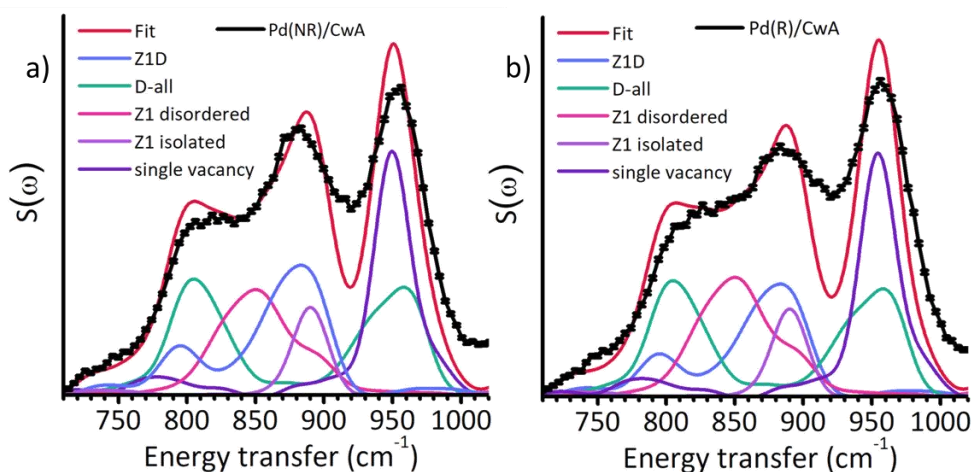 a)
Fit
Pd(NR)/CwA
Z1D
D-all
Z1 disordered
Z1 isolated
single vacancy
S(ω)
750 800 850 900 950 1000
Energy transfer (cm⁻¹)
b)
Fit
Pd(R)/CwA
Z1D
D-all
Z1 disordered
Z1 isolated
single vacancy
S(ω)
750 800 850 900 950 1000
Energy transfer (cm⁻¹)